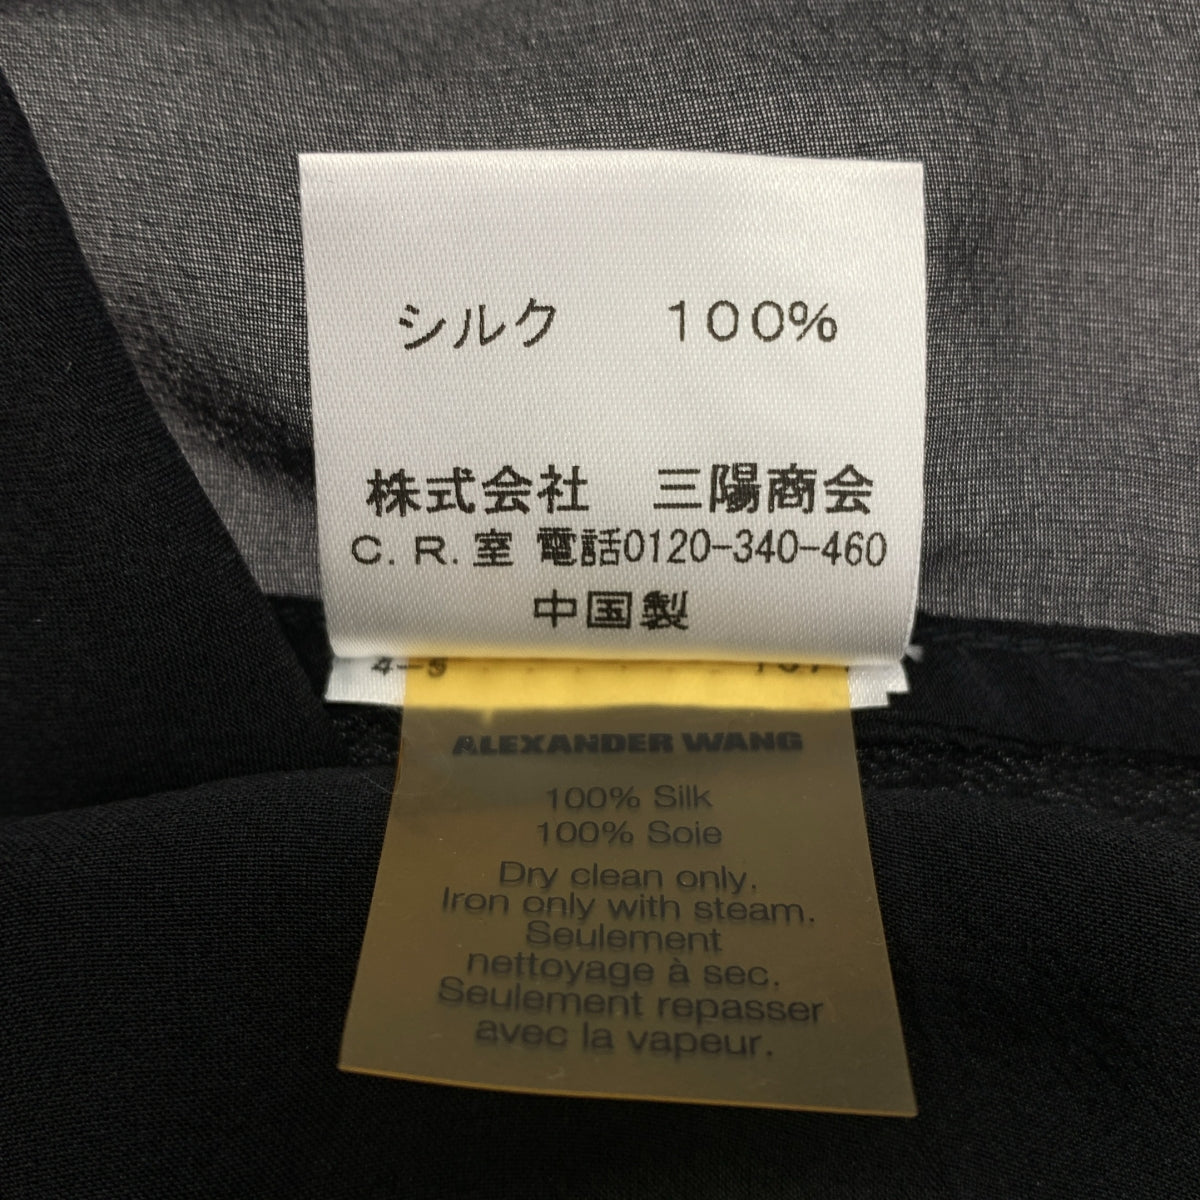 シルク　100%
株式会社　三陽商会
C.R.室 電話0120-340-460
中国製
ALEXANDER WANG
100% Silk
100% Soie
Dry clean only.
Iron only with steam.
Seulement
nettoyage à sec.
Seulement repasser
avec la vapeur.